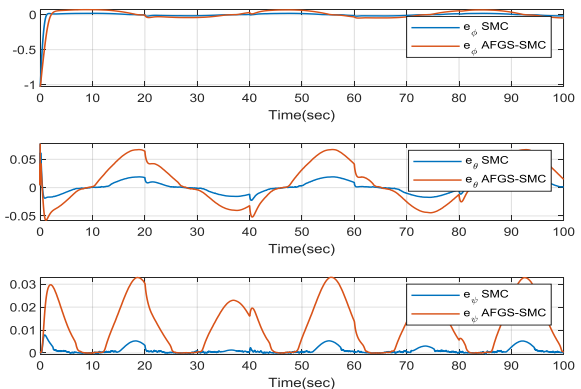 0
-0.5
-1
e_ϕ SMC
e_ϕ AFGS-SMC
0 10 20 30 40 50 60 70 80 90 100
Time(sec)
0.05
0
-0.05
e_θ SMC
e_θ AFGS-SMC
0 10 20 30 40 50 60 70 80 90 100
Time(sec)
0.03
0.02
0.01
0
e_ψ SMC
e_ψ AFGS-SMC
0 10 20 30 40 50 60 70 80 90 100
Time(sec)